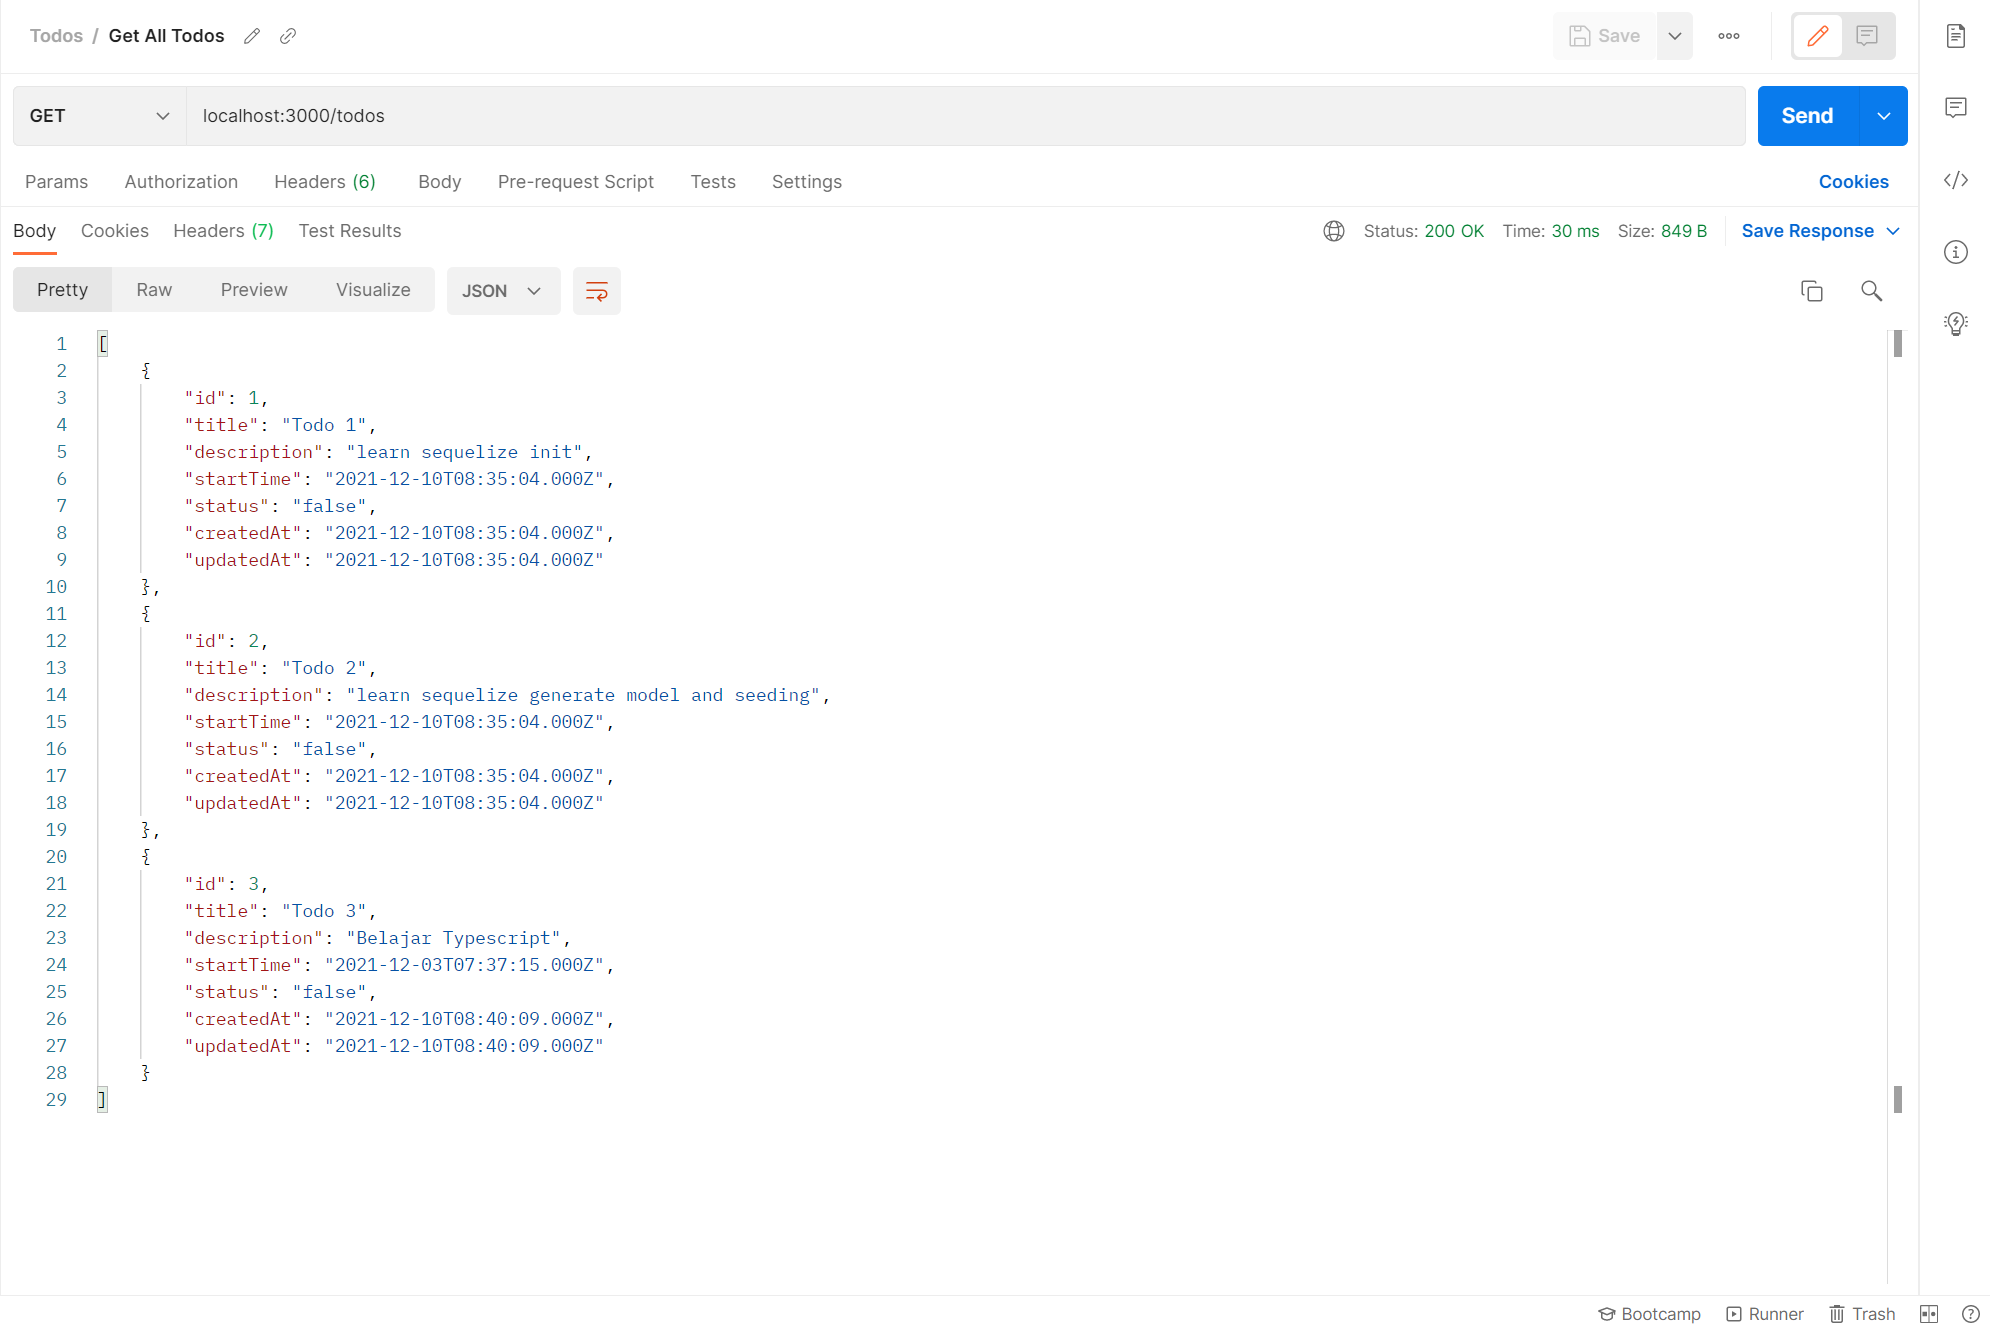 Todos / Get All Todos
Save
GET localhost:3000/todos Send
Params Authorization Headers (6) Body Pre-request Script Tests Settings Cookies
Body Cookies Headers (7) Test Results Status: 200 OK Time: 30 ms Size: 849 B Save Response
Pretty Raw Preview Visualize JSON
1 [
2 {
3 "id": 1,
4 "title": "Todo 1",
5 "description": "learn sequelize init",
6 "startTime": "2021-12-10T08:35:04.000Z",
7 "status": "false",
8 "createdAt": "2021-12-10T08:35:04.000Z",
9 "updatedAt": "2021-12-10T08:35:04.000Z"
10 },
11 {
12 "id": 2,
13 "title": "Todo 2",
14 "description": "learn sequelize generate model and seeding",
15 "startTime": "2021-12-10T08:35:04.000Z",
16 "status": "false",
17 "createdAt": "2021-12-10T08:35:04.000Z",
18 "updatedAt": "2021-12-10T08:35:04.000Z"
19 },
20 {
21 "id": 3,
22 "title": "Todo 3",
23 "description": "Belajar Typescript",
24 "startTime": "2021-12-03T07:37:15.000Z",
25 "status": "false",
26 "createdAt": "2021-12-10T08:40:09.000Z",
27 "updatedAt": "2021-12-10T08:40:09.000Z"
28 }
29 ]
Bootcamp Runner Trash